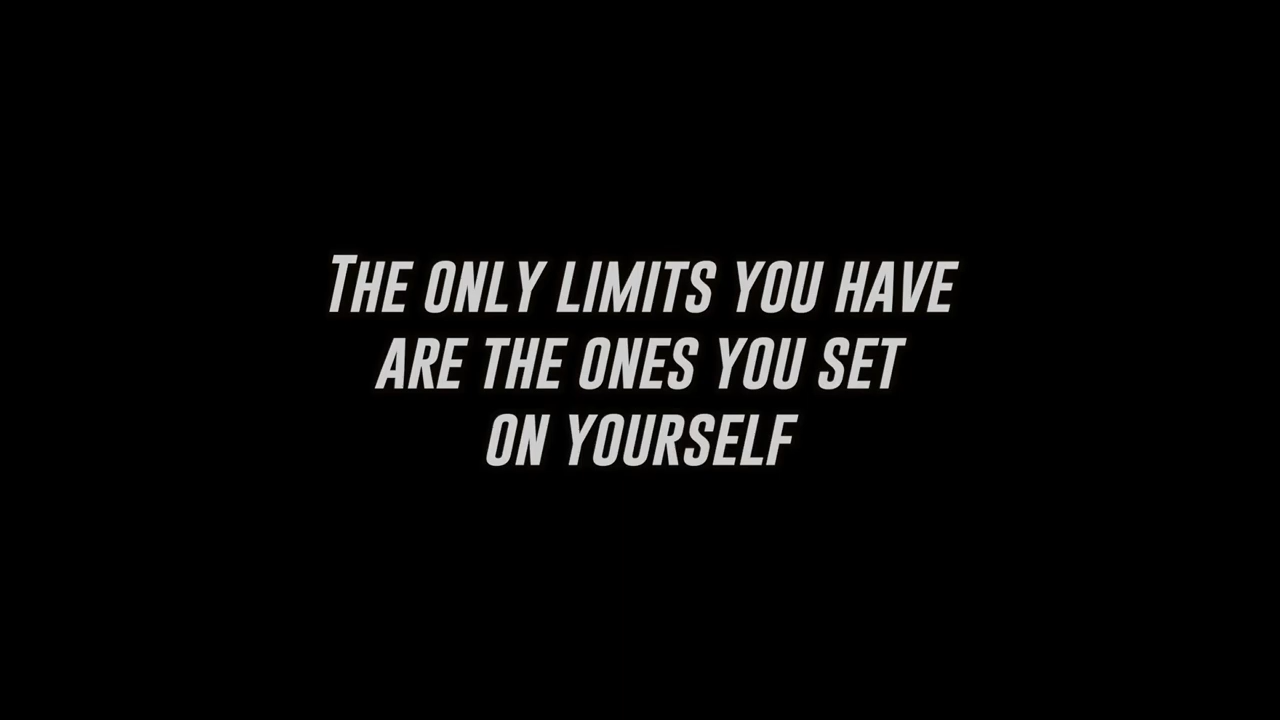 THE ONLY LIMITS YOU HAVE
ARE THE ONES YOU SET
ON YOURSELF